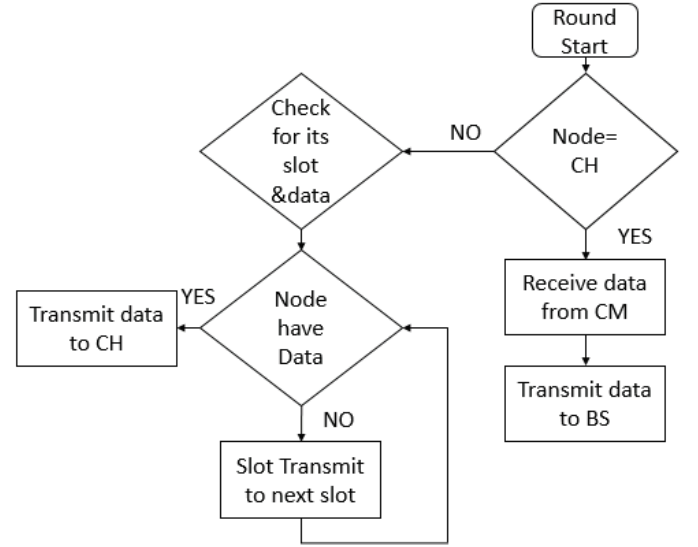 Round
Start
Node=
CH
NO
YES
Check
for its
slot
&data
Receive data
from CM
Transmit data
to BS
Node
have
Data
YES
Transmit data
to CH
NO
Slot Transmit
to next slot